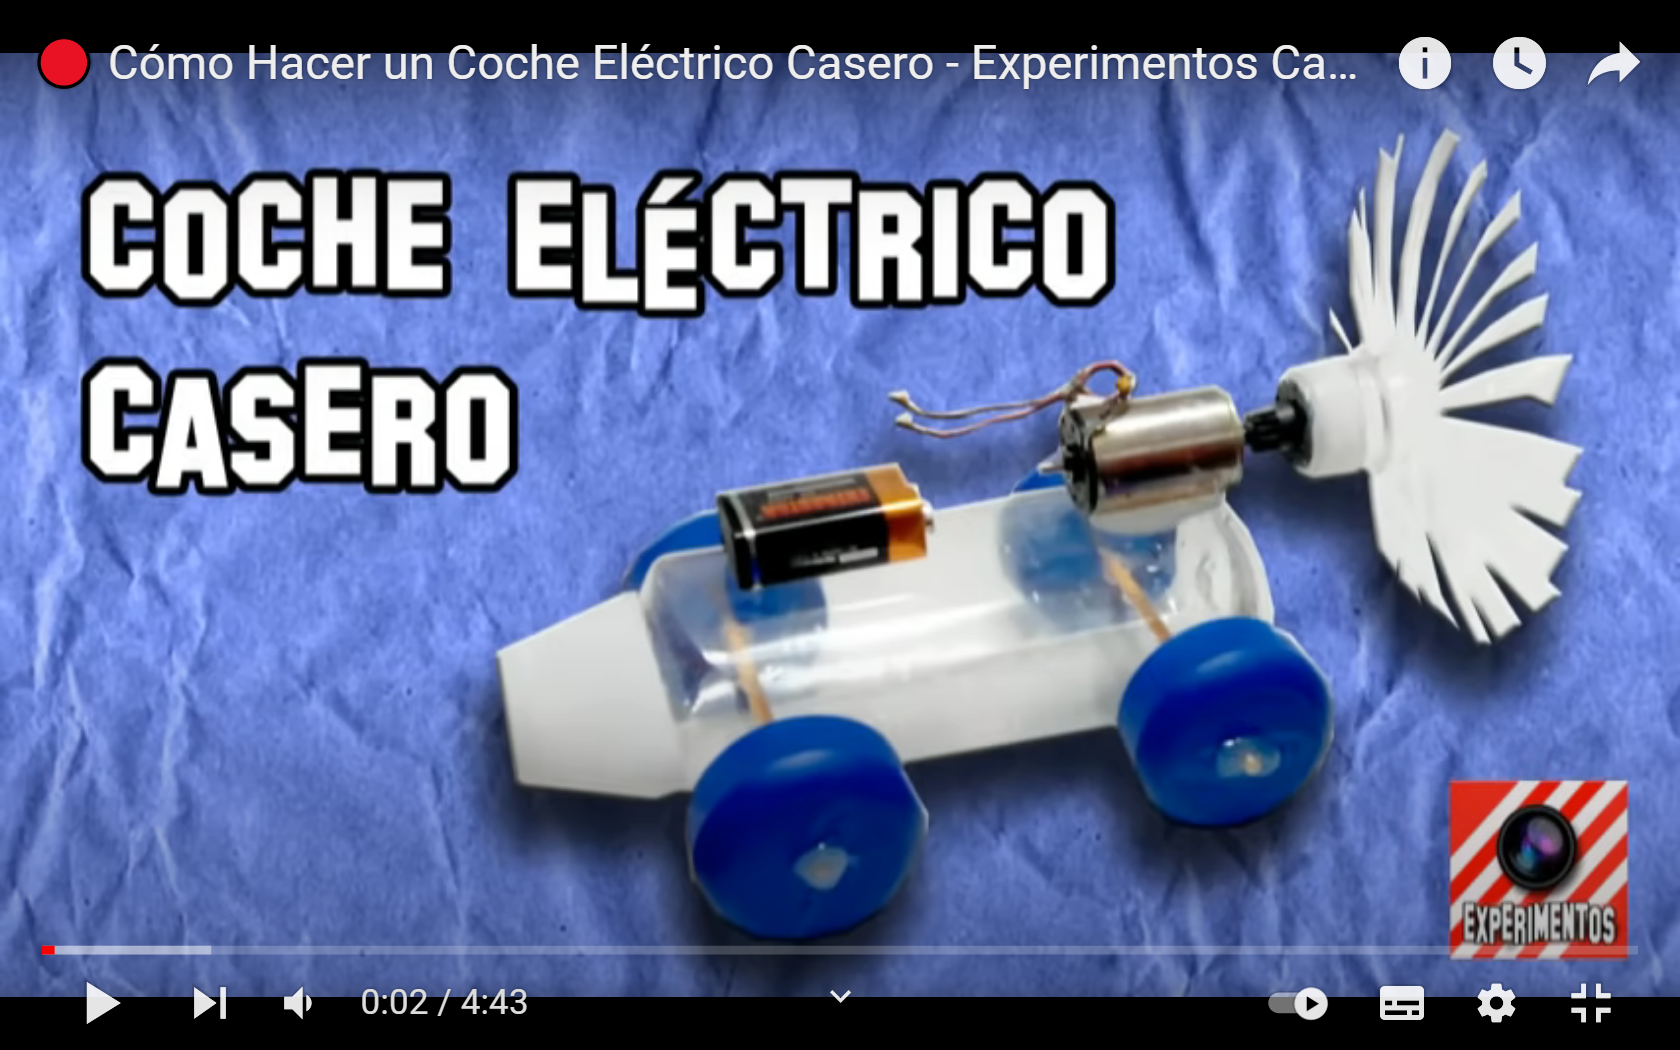 Cómo Hacer un Coche Eléctrico Casero - Experimentos Ca...
COCHE ELÉCTRICO
CASERO
EXPERIMENTOS
0:02 / 4:43